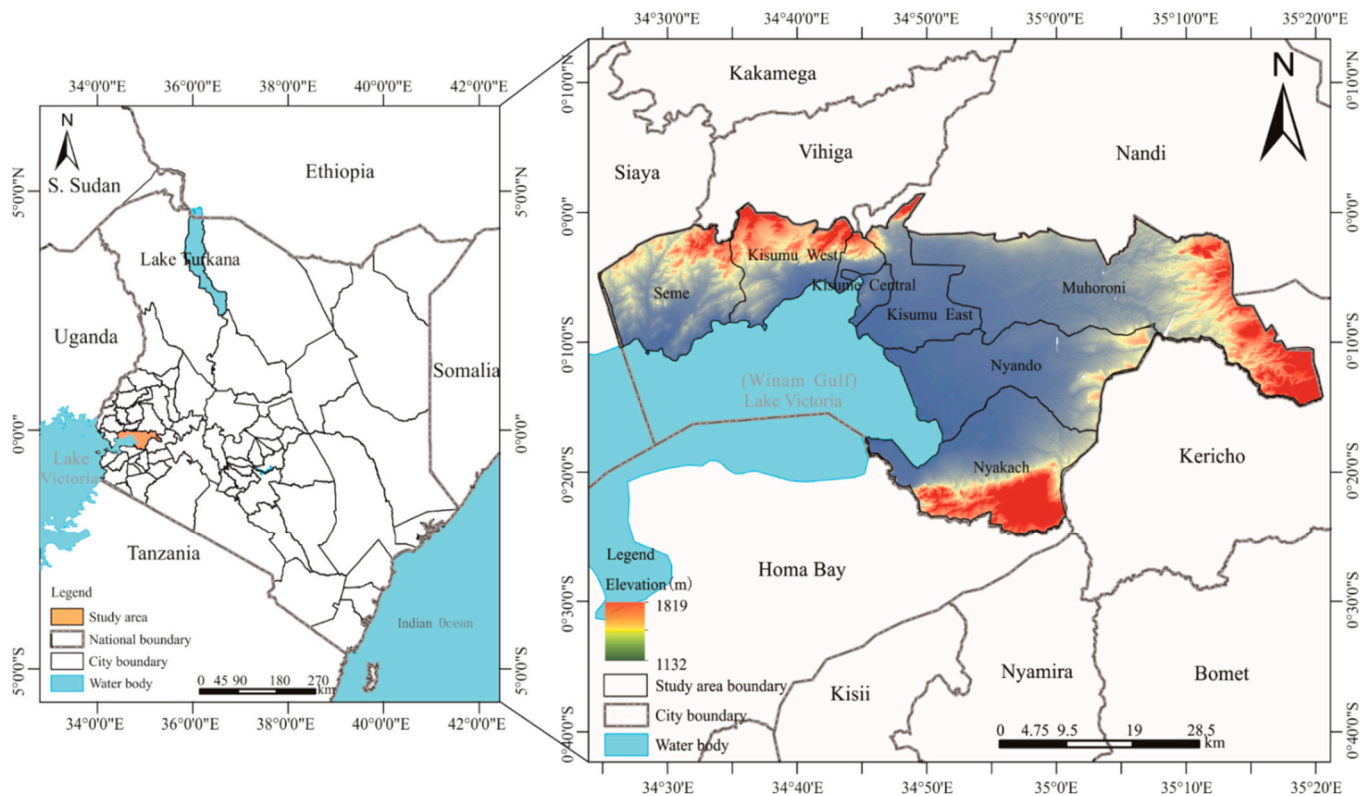 34°0'0"E 36°0'0"E 38°0'0"E 40°0'0"E 42°0'0"E
N
S. Sudan
Ethiopia
Lake Turkana
Uganda
Somalia
Lake
Victoria
Tanzania
Indian Ocean
Legend
Study area
National boundary
City boundary
Water body
0 45 90 180 270
km
5°0'0"N
0°0'0"
5°0'0"S
5°0'0"N
0°0'0"
5°0'0"S
34°0'0"E 36°0'0"E 38°0'0"E 40°0'0"E 42°0'0"E
34°30'0"E 34°40'0"E 34°50'0"E 35°0'0"E 35°10'0"E 35°20'0"E
N
Kakamega
Vihiga
Nandi
Siaya
Kisumu West
Seme
Kisume Central
Muhoroni
Kisumu East
Nyando
(Winam Gulf)
Lake Victoria
Nyakach
Kericho
Homa Bay
Nyamira
Bomet
Kisii
Legend
Elevation (m)
1819
1132
Study area boundary
City boundary
Water body
0 4.75 9.5 19 28.5
km
0°10'0"N
0°0'0"
0°10'0"S
0°20'0"S
0°30'0"S
0°40'0"S
0°10'0"N
0°0'0"
0°10'0"S
0°20'0"S
0°30'0"S
0°40'0"S
34°30'0"E 34°40'0"E 34°50'0"E 35°0'0"E 35°10'0"E 35°20'0"E